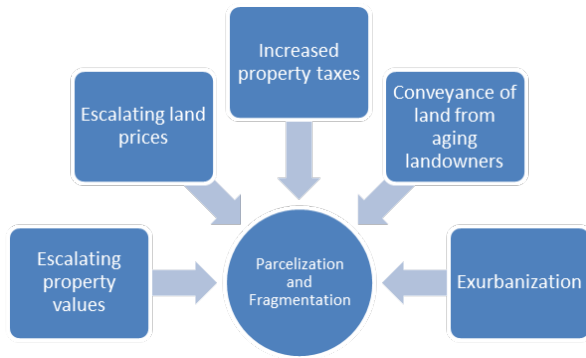 Increased
property taxes
Escalating land
prices
Conveyance of
land from
aging
landowners
Escalating
property
values
Parcelization
and
Fragmentation
Exurbanization